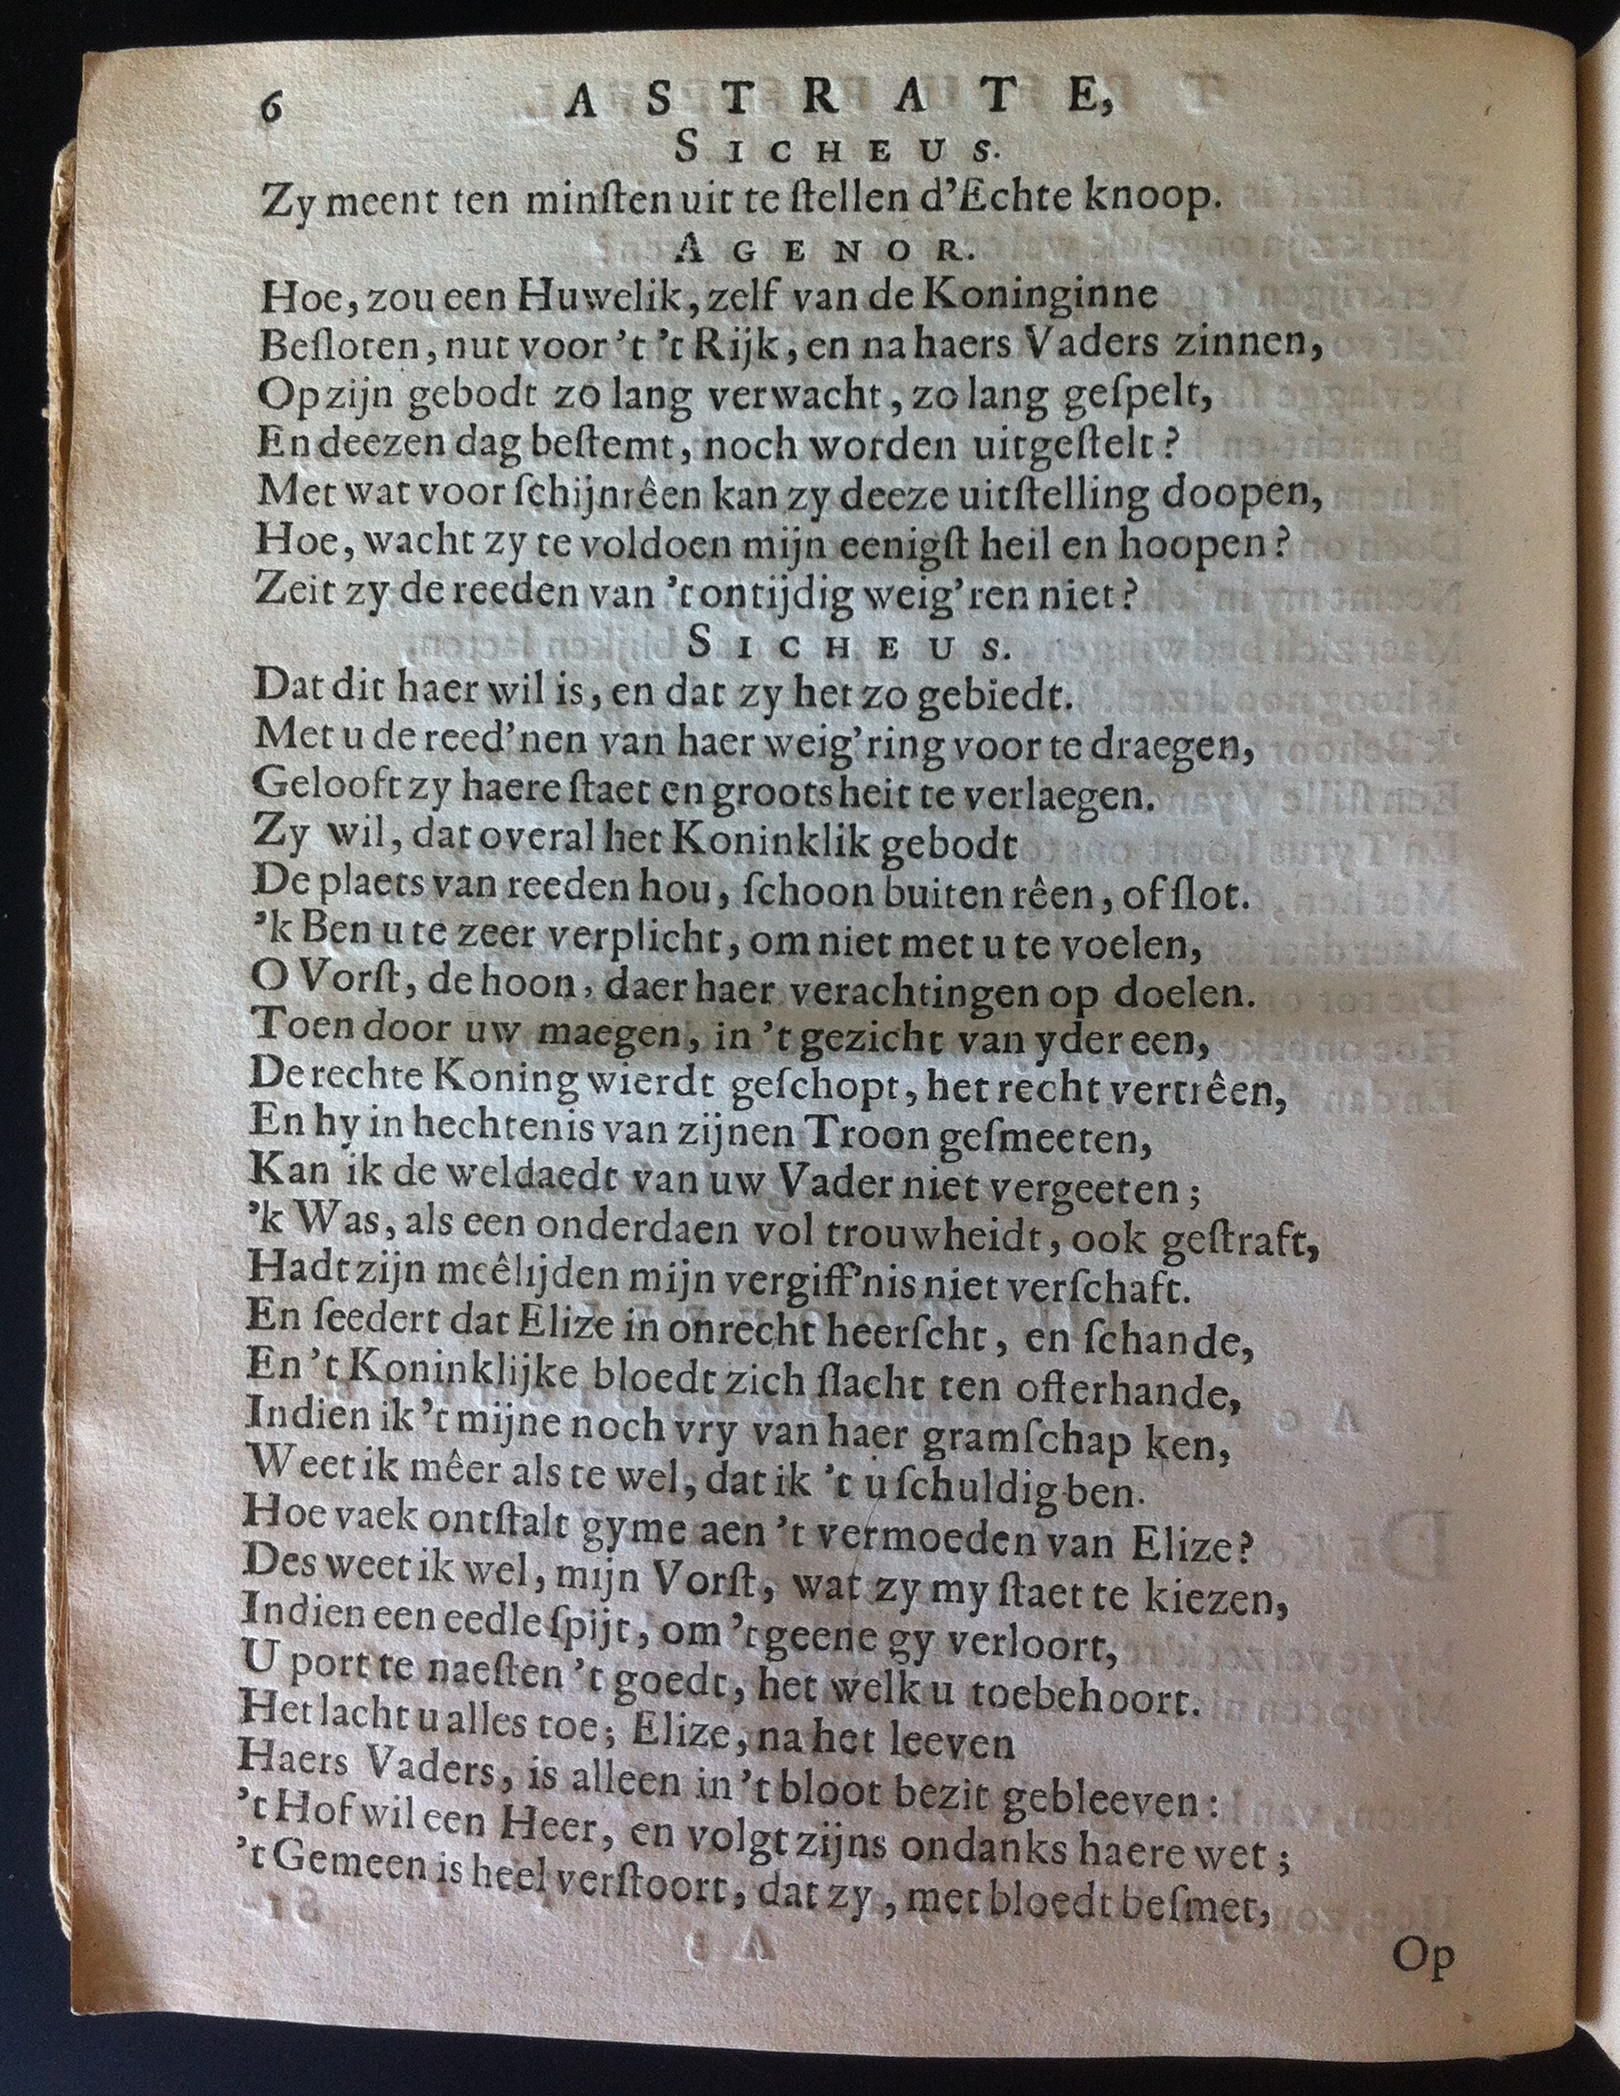 6 ASTRATE,
SICHEUS.
Zy meent ten minſten uit te ſtellen d'Echte knoop.
AGENOR.
Hoe, zou een Huwelik, zelf van de Koninginne
Beſloten, nut voor 't 't Rijk, en na haers Vaders zinnen,
Op zijn gebodt zo lang verwacht, zo lang geſpelt,
En deezen dag beſtemt, noch worden uitgeſtelt?
Met wat voor ſchijnrêen kan zy deeze uitſtelling doopen,
Hoe, wacht zy te voldoen mijn eenigſt heil en hoopen?
Zeit zy de reeden van 't ontijdig weig'ren niet?
SICHEUS.
Dat dit haer wil is, en dat zy het zo gebiedt.
Met u de reed'nen van haer weig'ring voor te draegen,
Gelooft zy haere ſtaet en grootsheit te verlaegen.
Zy wil, dat overal het Koninklik gebodt
De plaets van reeden hou, ſchoon buiten rêen, of ſlot.
'k Ben u te zeer verplicht, om niet met u te voelen,
O Vorſt, de hoon, daer haer verachtingen op doelen.
Toen door uw maegen, in 't gezicht van yder een,
De rechte Koning wierdt geſchopt, het recht vertrêen,
En hy in hechtenis van zijnen Troon geſmeeten,
Kan ik de weldaedt van uw Vader niet vergeeten;
'k Was, als een onderdaen vol trouwheidt, ook geſtraft,
Hadt zijn meêlijden mijn vergiff'nis niet verſchaft.
En ſeedert dat Elize in onrecht heerſcht, en ſchande,
En 't Koninklijke bloedt zich ſlacht ten offerhande,
Indien ik 't mijne noch vry van haer gramſchap ken,
Weet ik mêer als te wel, dat ik 't u ſchuldig ben.
Hoe vaek ontſtalt gy me aen 't vermoeden van Elize?
Des weet ik wel, mijn Vorſt, wat zy my ſtaet te kiezen,
Indien een eedle ſpijt, om 't geene gy verloort,
U port te naeſten 't goedt, het welk u toebehoort.
Het lacht u alles toe; Elize, na het leeven
Haers Vaders, is alleen in 't bloot bezit gebleeven:
't Hof wil een Heer, en volgt zijns ondanks haere wet;
't Gemeen is heel verſtoort, dat zy, met bloedt beſmet,
Op